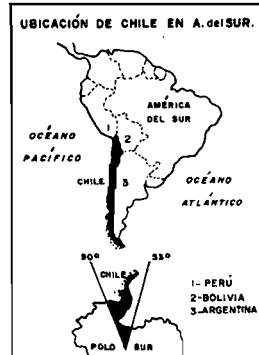 UBICACIÓN DE CHILE EN A. del SUR.
AMÉRICA
DEL SUR
1
2
OCÉANO
PACÍFICO
CHILE
3
OCÉANO
ATLÁNTICO
90°
53°
CHILE
1- PERÚ
2- BOLIVIA
3- ARGENTINA
POLO SUR